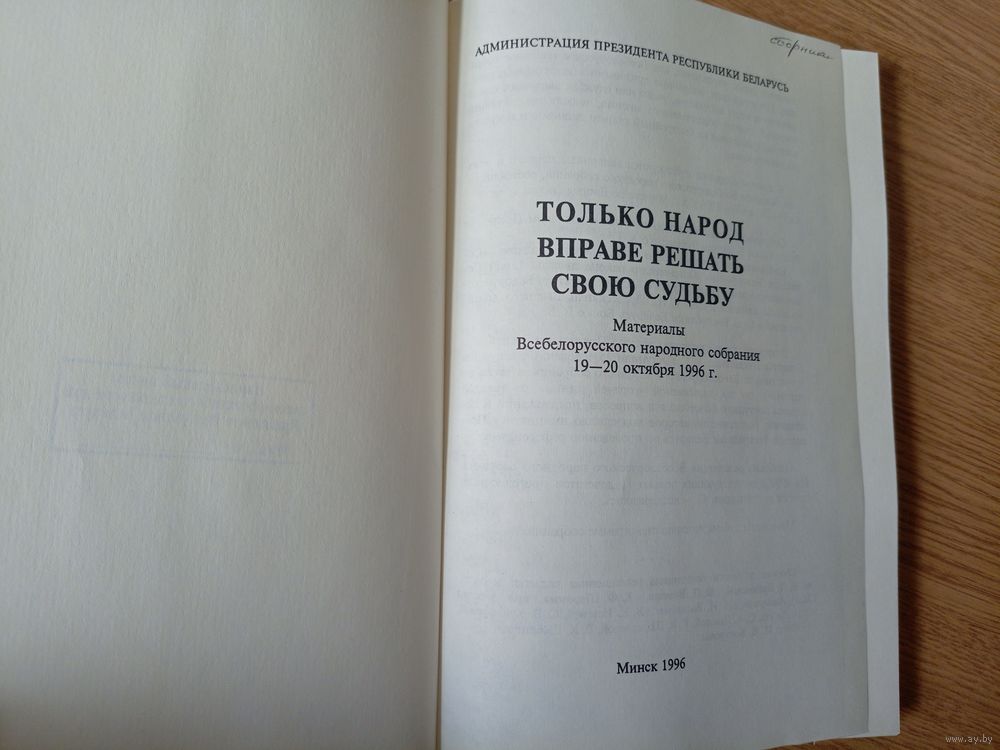 сборник
АДМИНИСТРАЦИЯ ПРЕЗИДЕНТА РЕСПУБЛИКИ БЕЛАРУСЬ
ТОЛЬКО НАРОД
ВПРАВЕ РЕШАТЬ
СВОЮ СУДЬБУ
Материалы
Всебелорусского народного собрания
19—20 октября 1996 г.
Минск 1996
www.ay.by